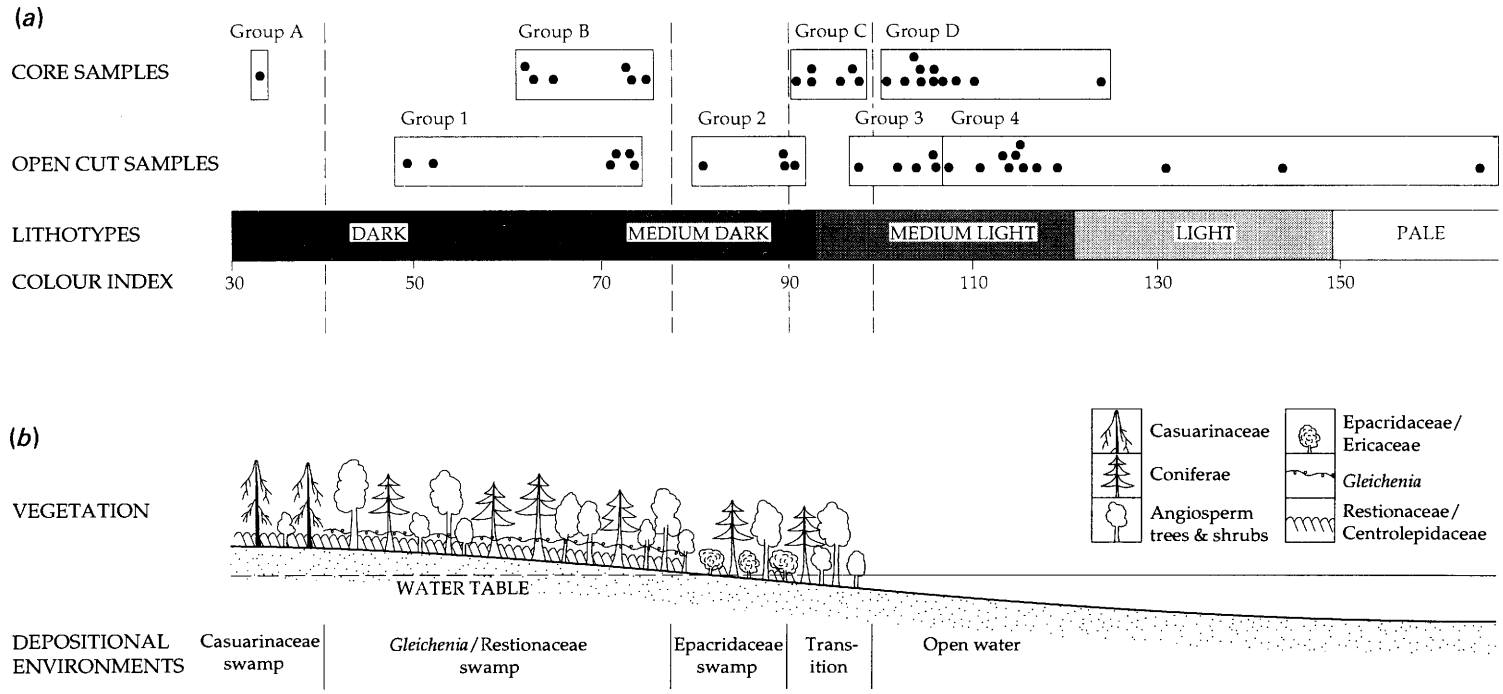 (a)
Group A
Group B
Group C
Group D
CORE SAMPLES
Group 1
Group 2
Group 3
Group 4
OPEN CUT SAMPLES
LITHOTYPES
DARK
MEDIUM DARK
MEDIUM LIGHT
LIGHT
PALE
COLOUR INDEX
30
50
70
90
110
130
150
(b)
VEGETATION
Casuarinaceae
Coniferae
Angiosperm
trees & shrubs
Epacridaceae/
Ericaceae
Gleichenia
Restionaceae/
Centrolepidaceae
WATER TABLE
DEPOSITIONAL
ENVIRONMENTS
Casuarinaceae
swamp
Gleichenia/Restionaceae
swamp
Epacridaceae
swamp
Trans-
ition
Open water